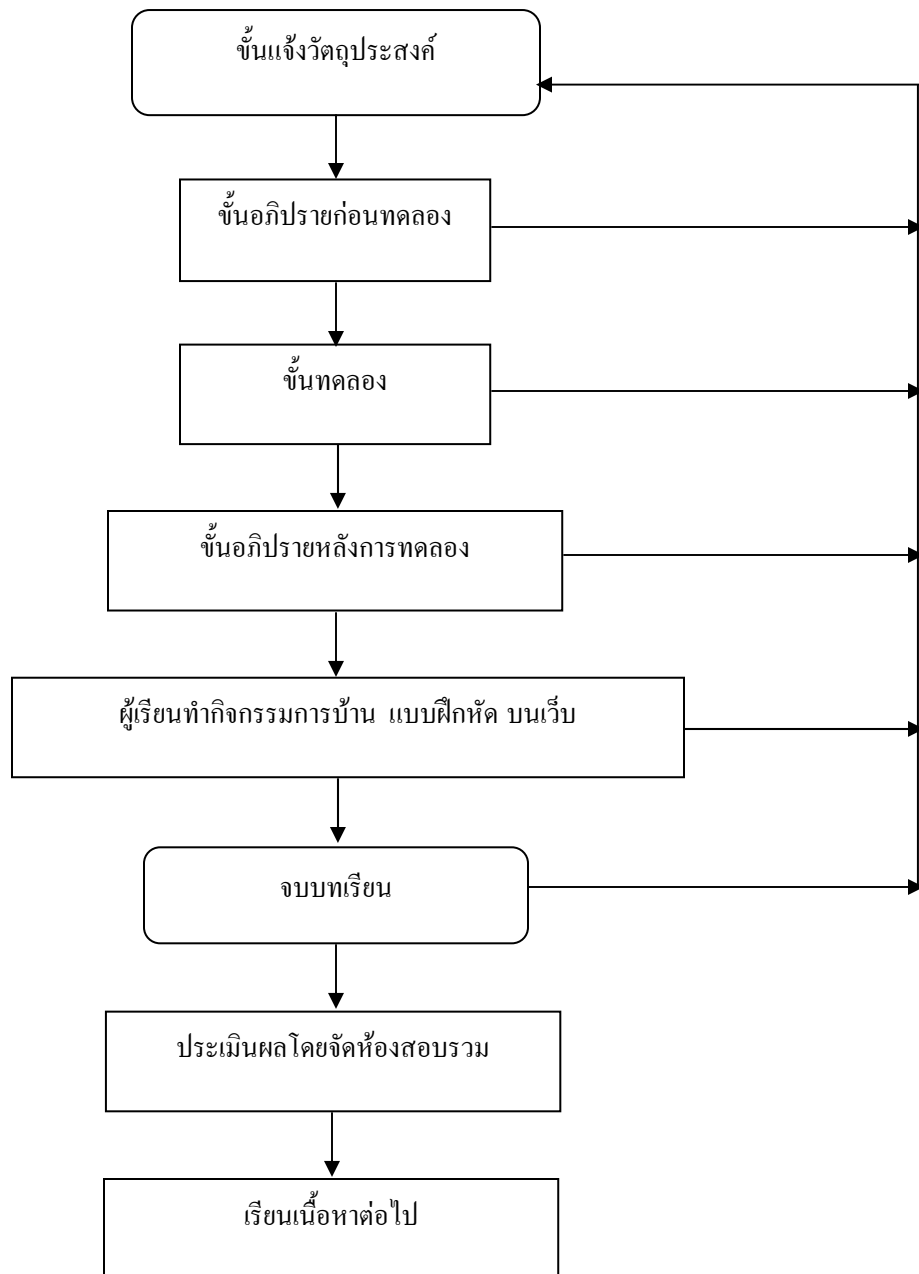 ขั้นแจ้งวัตถุประสงค์
ขั้นอภิปรายก่อนทดลอง
ขั้นทดลอง
ขั้นอภิปรายหลังการทดลอง
ผู้เรียนทำกิจกรรมการบ้าน แบบฝึกหัด บนเว็บ
จบบทเรียน
ประเมินผลโดยจัดห้องสอบรวม
เรียนเนื้อหาต่อไป